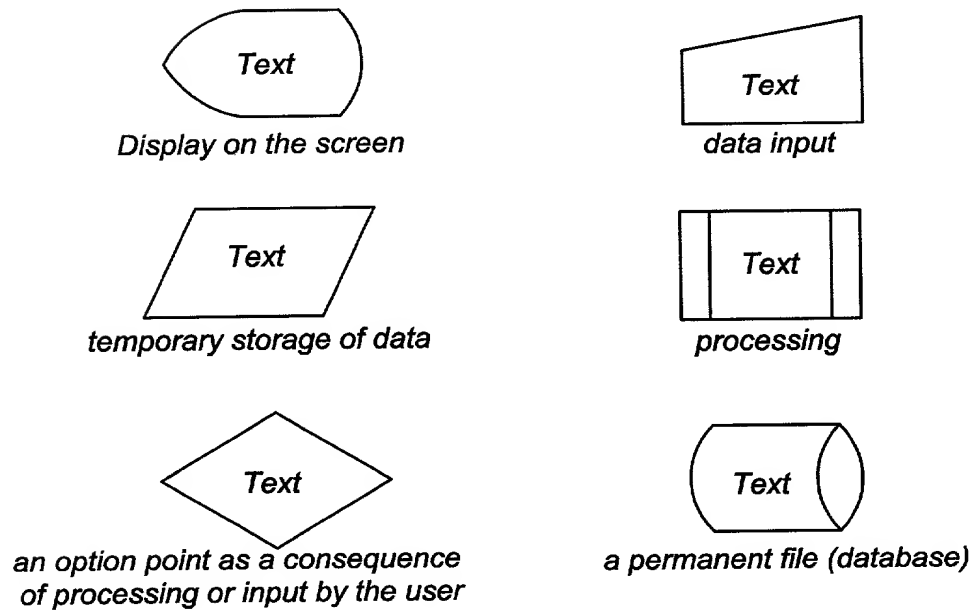 Text
Text
Display on the screen
data input
Text
Text
temporary storage of data
processing
Text
Text
an option point as a consequence
of processing or input by the user
a permanent file (database)